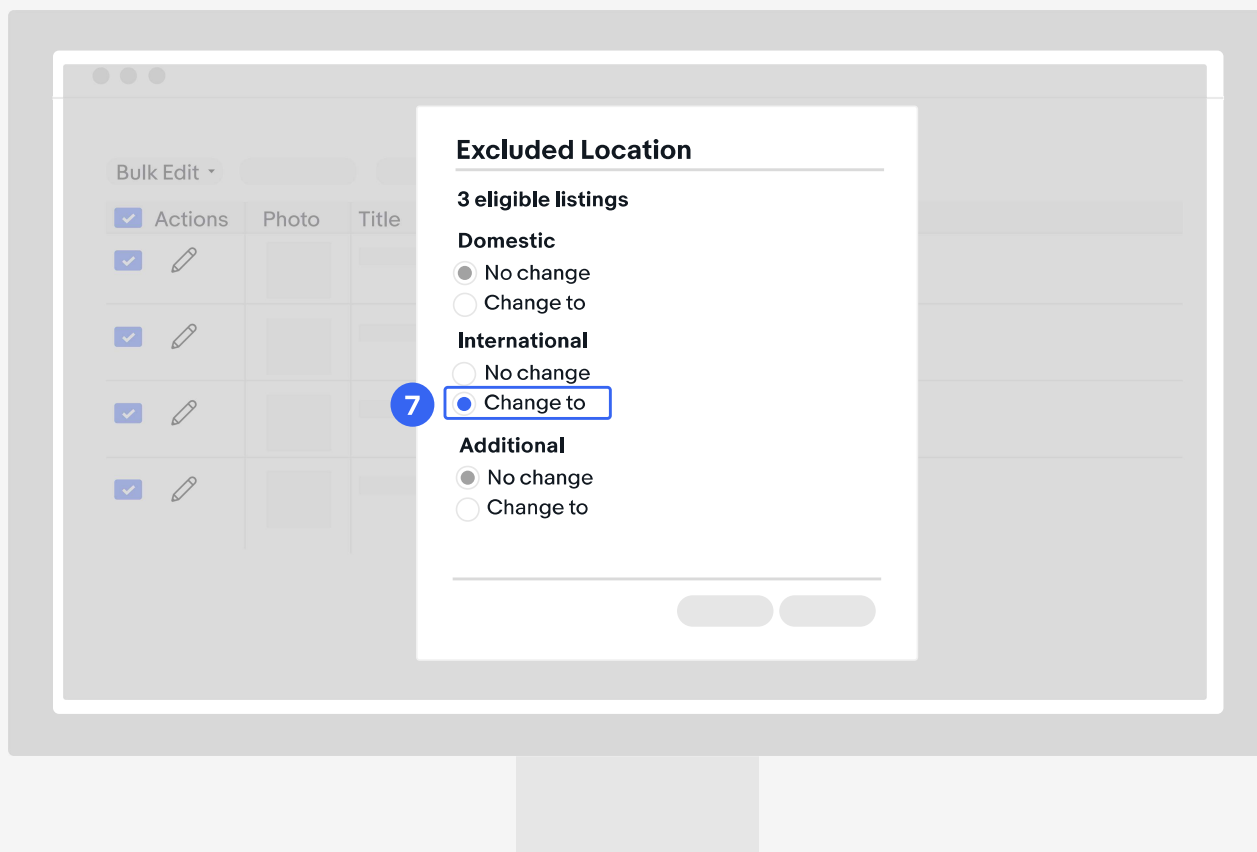 Excluded Location
Bulk Edit
3 eligible listings
Actions Photo Title
Domestic
No change
Change to
International
No change
7 Change to
Additional
No change
Change to